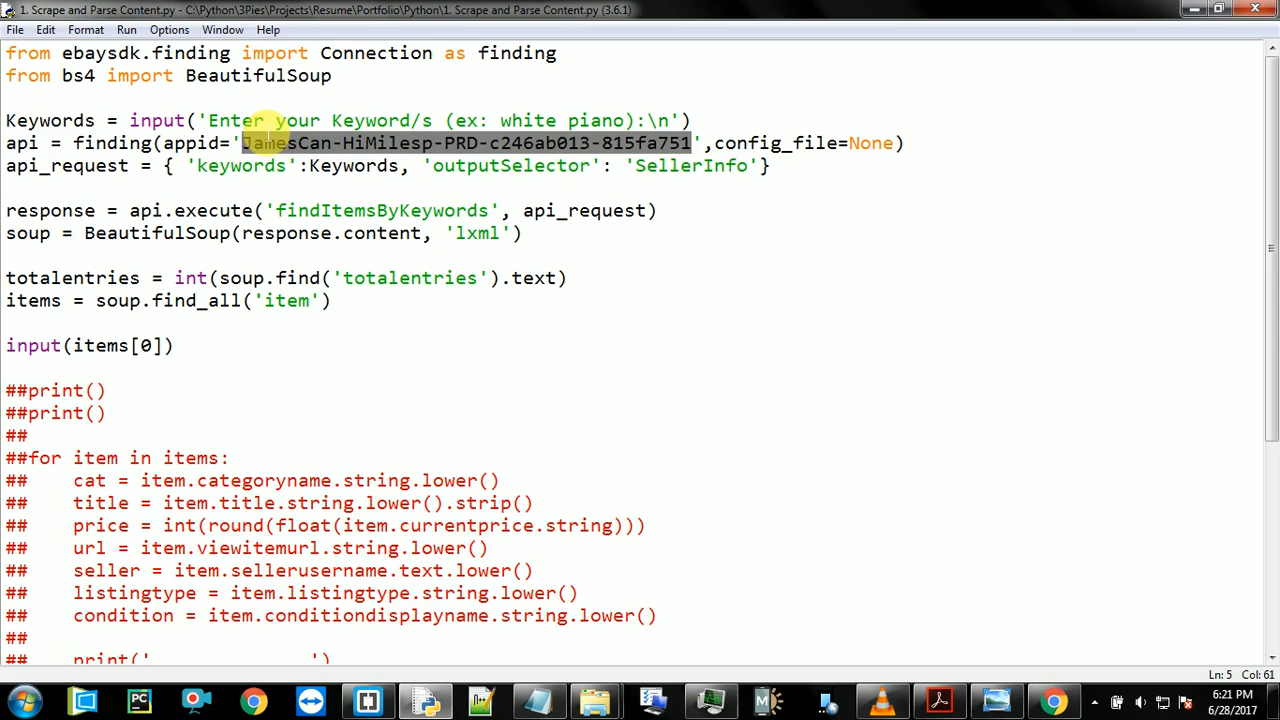 1. Scrape and Parse Content.py - C:\Python\3Pies\Projects\Resume\Portfolio\Python\1. Scrape and Parse Content.py (3.6.1)
File Edit Format Run Options Window Help
from ebaysdk.finding import Connection as finding
from bs4 import BeautifulSoup
Keywords = input('Enter your Keyword/s (ex: white piano):\n')
api = finding(appid='JamesCan-HiMilesp-PRD-c246ab013-815fa751',config_file=None)
api_request = { 'keywords':Keywords, 'outputSelector': 'SellerInfo'}
response = api.execute('findItemsByKeywords', api_request)
soup = BeautifulSoup(response.content, 'lxml')
totalentries = int(soup.find('totalentries').text)
items = soup.find_all('item')
input(items[0])
##print()
##print()
##
##for item in items:
##    cat = item.categoryname.string.lower()
##    title = item.title.string.lower().strip()
##    price = int(round(float(item.currentprice.string)))
##    url = item.viewitemurl.string.lower()
##    seller = item.sellerusername.text.lower()
##    listingtype = item.listingtype.string.lower()
##    condition = item.conditiondisplayname.string.lower()
##
##    print('
Ln: 5 Col: 61
PC
6:21 PM
6/28/2017